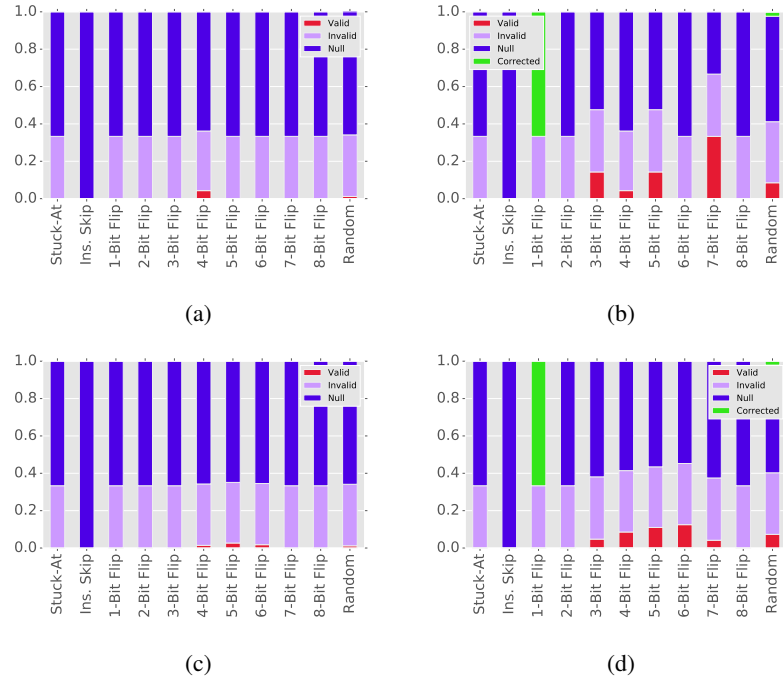 1.0
0.8
0.6
0.4
0.2
0.0
Valid
Invalid
Null
Stuck-At
Ins. Skip
1-Bit Flip
2-Bit Flip
3-Bit Flip
4-Bit Flip
5-Bit Flip
6-Bit Flip
7-Bit Flip
8-Bit Flip
Random
(a)
1.0
0.8
0.6
0.4
0.2
0.0
Valid
Invalid
Null
Corrected
Stuck-At
Ins. Skip
1-Bit Flip
2-Bit Flip
3-Bit Flip
4-Bit Flip
5-Bit Flip
6-Bit Flip
7-Bit Flip
8-Bit Flip
Random
(b)
1.0
0.8
0.6
0.4
0.2
0.0
Valid
Invalid
Null
Stuck-At
Ins. Skip
1-Bit Flip
2-Bit Flip
3-Bit Flip
4-Bit Flip
5-Bit Flip
6-Bit Flip
7-Bit Flip
8-Bit Flip
Random
(c)
1.0
0.8
0.6
0.4
0.2
0.0
Valid
Invalid
Null
Corrected
Stuck-At
Ins. Skip
1-Bit Flip
2-Bit Flip
3-Bit Flip
4-Bit Flip
5-Bit Flip
6-Bit Flip
7-Bit Flip
8-Bit Flip
Random
(d)